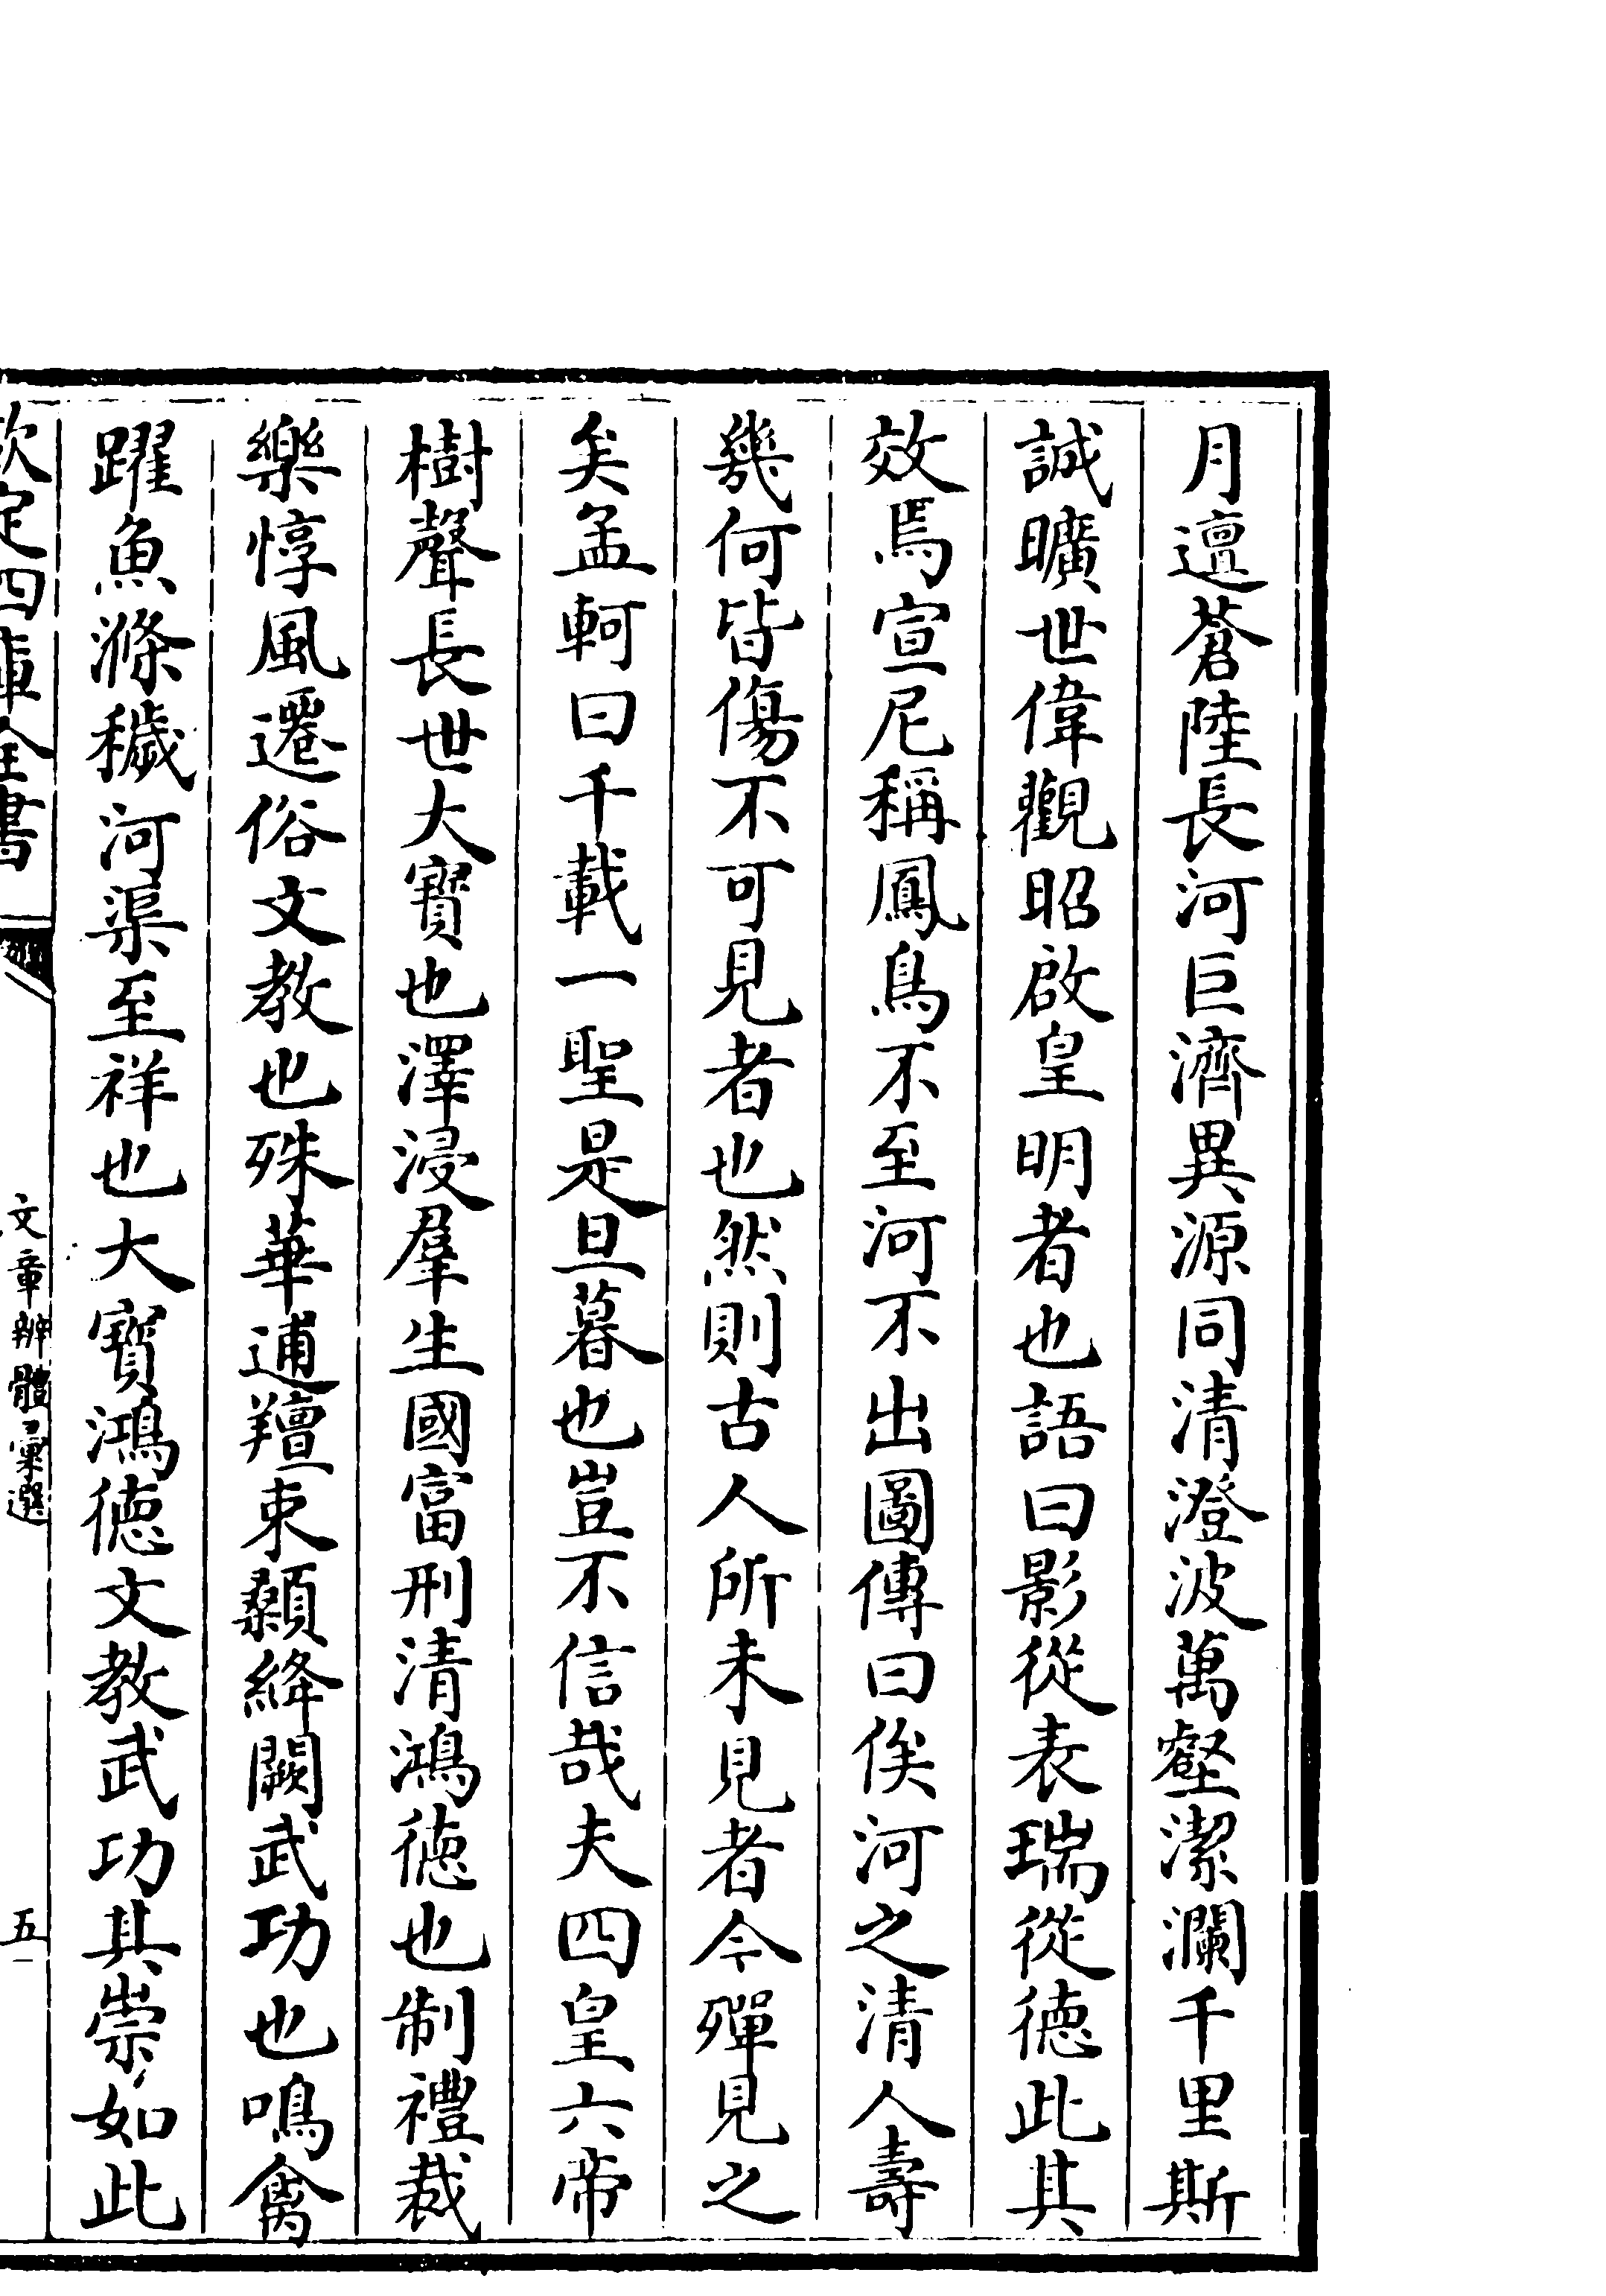 月邅蒼陸長河巨濟異源同清澄波萬壑潔瀾千里斯
誠曠世偉觀昭啟皇明者也語曰影從表瑞從徳此其
效焉宣尼稱鳳鳥不至河不出圖傳曰俟河之清人壽
幾何皆傷不可見者也然則古人所未見者今殫見之
矣孟軻曰千載一聖是旦暮也豈不信哉夫四皇六帝
樹聲長世大寳也澤浸羣生國富刑清鴻徳也制禮裁
樂惇風遷俗文教也殊華逋羶束顙絳闕武功也鳴禽
躍魚滌穢河渠至祥也大寳鴻徳文教武功其崇如此
欽定四庫全書
文章辨體彙選
五